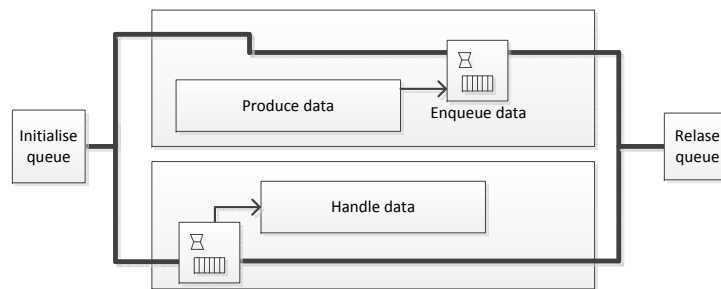 Produce data
Enqueue data
Initialise
queue
Relase
queue
Handle data